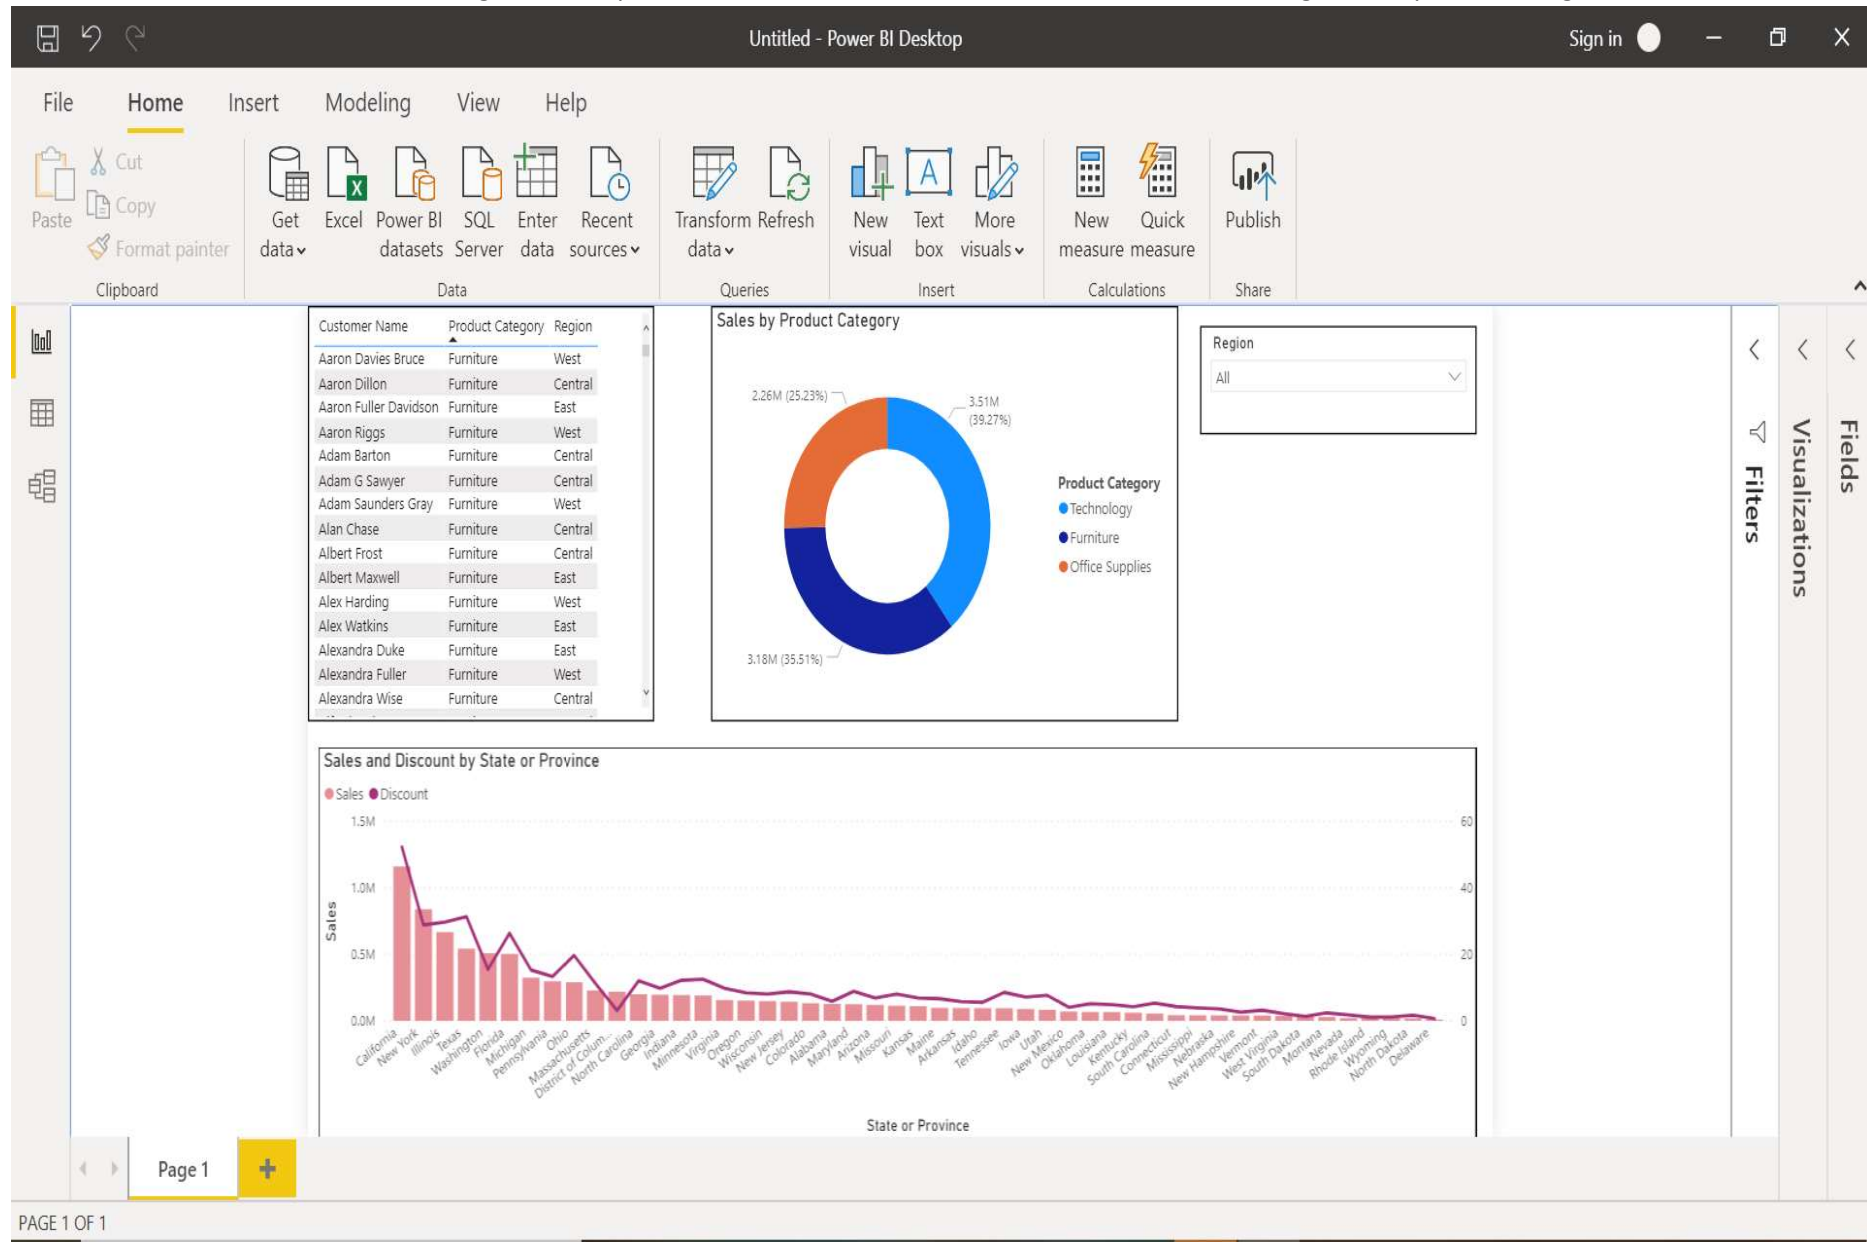 Untitled - Power BI Desktop
Sign in
File Home Insert Modeling View Help
Paste
Cut
Copy
Format painter
Clipboard
Get data
Excel
Power BI datasets
SQL Server
Enter data
Recent sources
Data
Transform data
Refresh
Queries
New visual
Text box
More visuals
Insert
New measure
Quick measure
Calculations
Publish
Share
Customer Name Product Category Region
Aaron Davies Bruce Furniture West
Aaron Dillon Furniture Central
Aaron Fuller Davidson Furniture East
Aaron Riggs Furniture West
Adam Barton Furniture Central
Adam G Sawyer Furniture Central
Adam Saunders Gray Furniture West
Alan Chase Furniture Central
Albert Frost Furniture Central
Albert Maxwell Furniture East
Alex Harding Furniture West
Alex Watkins Furniture East
Alexandra Duke Furniture East
Alexandra Fuller Furniture West
Alexandra Wise Furniture Central
Sales by Product Category
2.26M (25.23%)
3.51M
(39.27%)
3.18M (35.51%)
Product Category
Technology
Furniture
Office Supplies
Region
All
Filters
Visualizations
Fields
Sales and Discount by State or Province
Sales Discount
1.5M
1.0M
0.5M
0.0M
Sales
60
40
20
0
California
New York
Illinois
Texas
Washington
Florida
Michigan
Pennsylvania
Ohio
Massachusetts
District of Colum...
North Carolina
Georgia
Indiana
Minnesota
Virginia
Oregon
Wisconsin
New Jersey
Colorado
Alabama
Maryland
Arizona
Missouri
Kansas
Maine
Arkansas
Idaho
Tennessee
Iowa
Utah
New Mexico
Oklahoma
Louisiana
Kentucky
South Carolina
Connecticut
Mississippi
Nebraska
New Hampshire
Vermont
West Virginia
South Dakota
Montana
Nevada
Rhode Island
Wyoming
North Dakota
Delaware
State or Province
Page 1
PAGE 1 OF 1